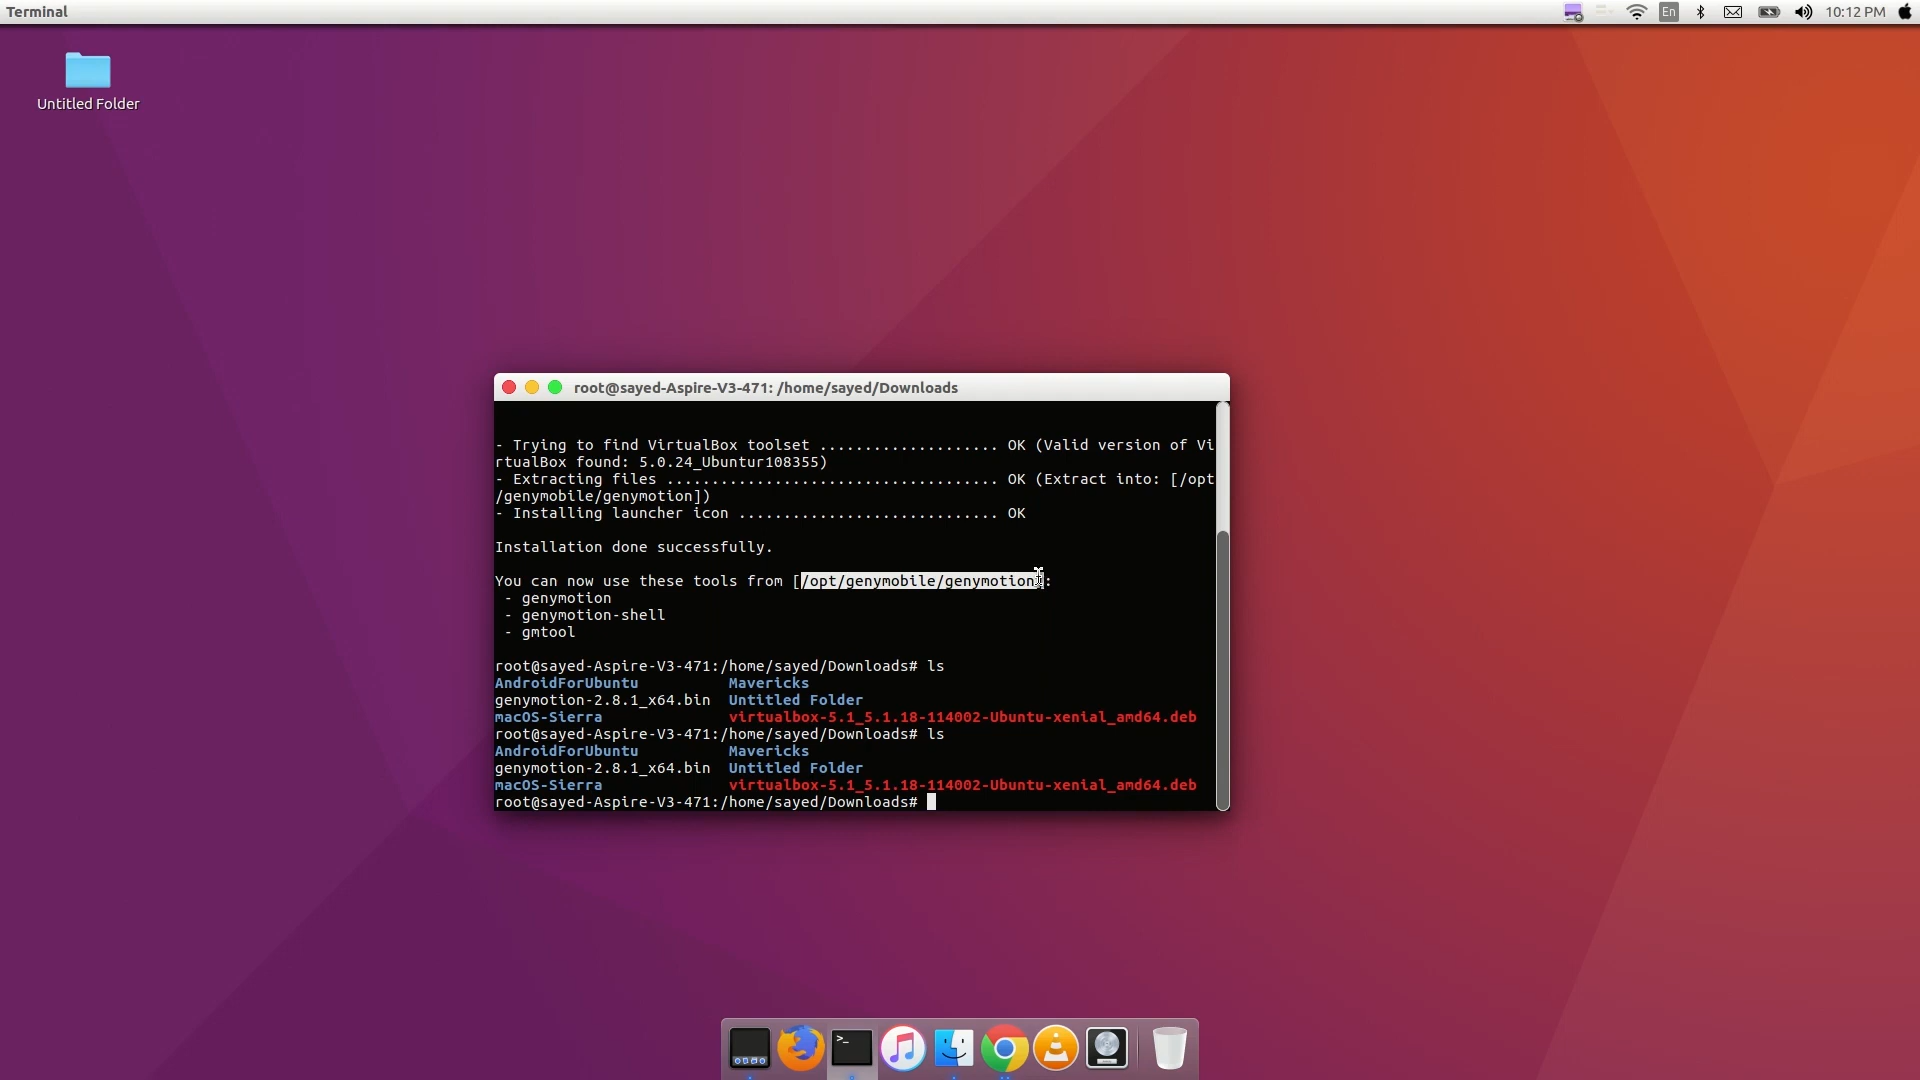 Terminal
En
10:12 PM
Untitled Folder
root@sayed-Aspire-V3-471: /home/sayed/Downloads
- Trying to find VirtualBox toolset .................... OK (Valid version of Vi
rtualBox found: 5.0.24_Ubuntur108355)
- Extracting files ..................................... OK (Extract into: [/opt
/genymobile/genymotion])
- Installing launcher icon ............................. OK
Installation done successfully.
You can now use these tools from [/opt/genymobile/genymotion]:
- genymotion
- genymotion-shell
- gmtool
root@sayed-Aspire-V3-471:/home/sayed/Downloads# ls
AndroidForUbuntu Mavericks
genymotion-2.8.1_x64.bin Untitled Folder
macOS-Sierra virtualbox-5.1_5.1.18-114002-Ubuntu-xenial_amd64.deb
root@sayed-Aspire-V3-471:/home/sayed/Downloads# ls
AndroidForUbuntu Mavericks
genymotion-2.8.1_x64.bin Untitled Folder
macOS-Sierra virtualbox-5.1_5.1.18-114002-Ubuntu-xenial_amd64.deb
root@sayed-Aspire-V3-471:/home/sayed/Downloads#
>_